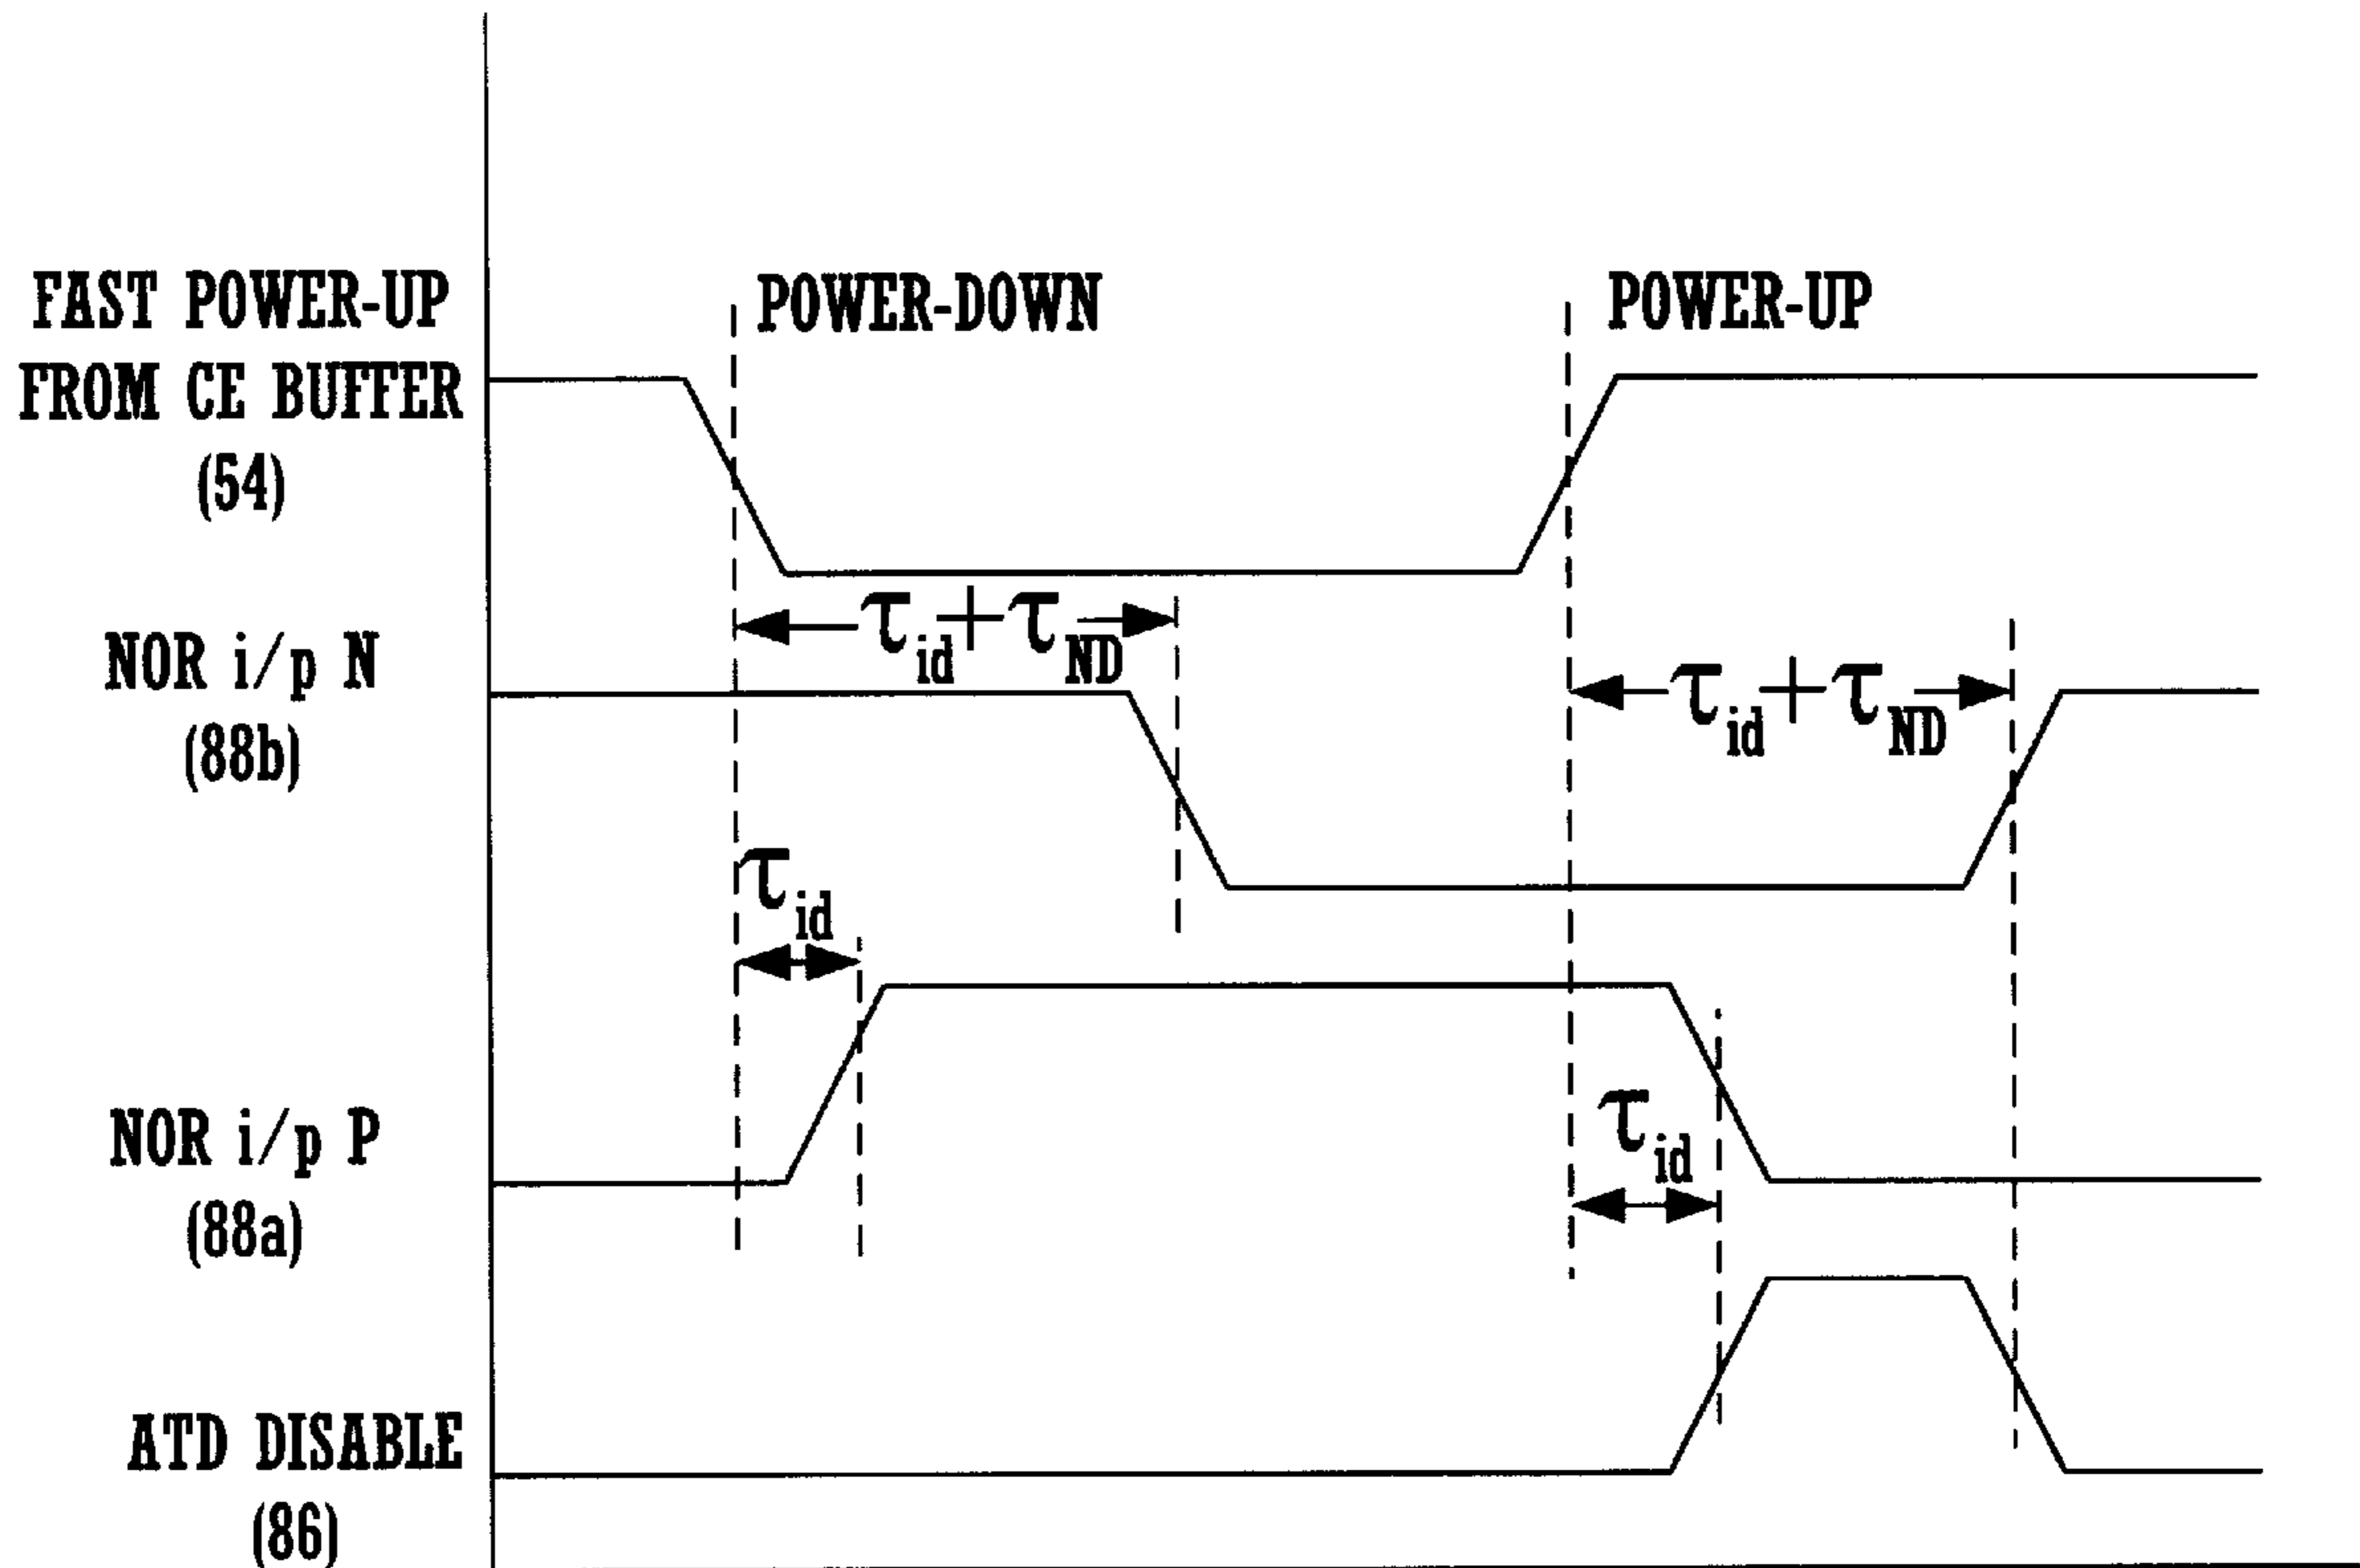 FAST POWER-UP
FROM CE BUFFER
(54)
POWER-DOWN
POWER-UP
τid+τND
NOR i/p N
(88b)
τid+τND
τid
NOR i/p P
(88a)
τid
ATD DISABLE
(86)